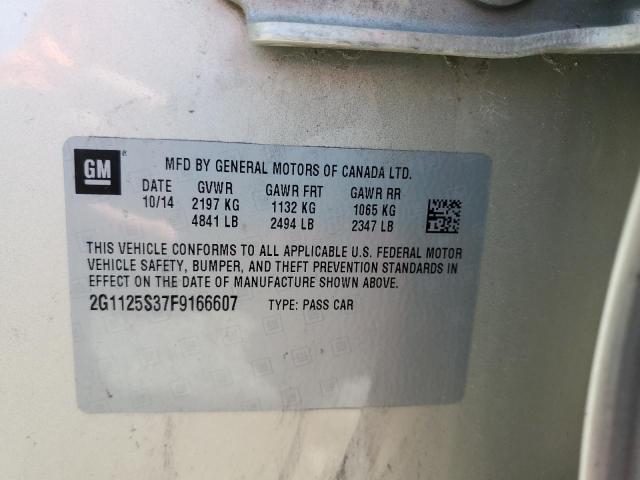 GM ® MFD BY GENERAL MOTORS OF CANADA LTD.
DATE GVWR GAWR FRT GAWR RR
10/14 2197 KG 1132 KG 1065 KG
4841 LB 2494 LB 2347 LB
THIS VEHICLE CONFORMS TO ALL APPLICABLE U.S. FEDERAL MOTOR
VEHICLE SAFETY, BUMPER, AND THEFT PREVENTION STANDARDS IN
EFFECT ON THE DATE OF MANUFACTURE SHOWN ABOVE.
2G1125S37F9166607 TYPE: PASS CAR